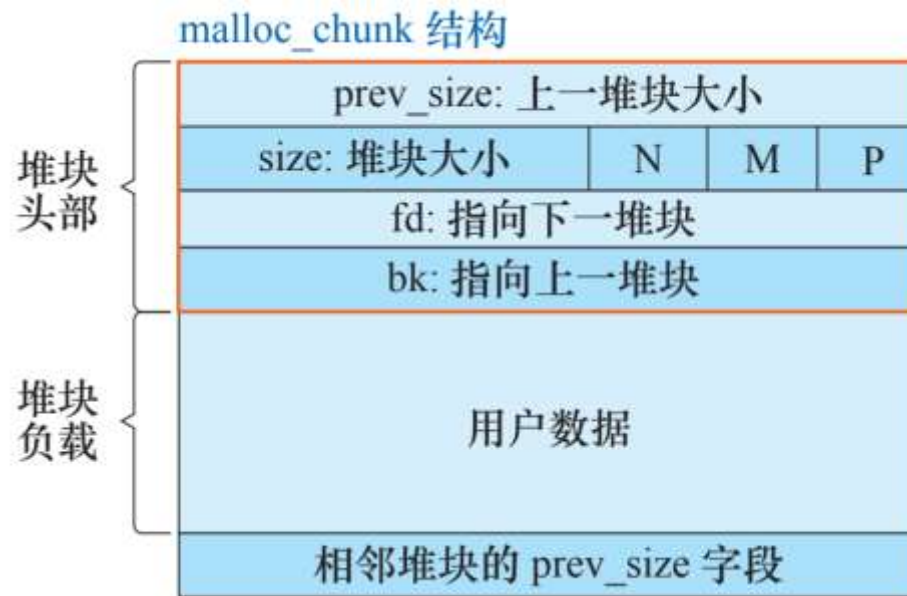 malloc_chunk 结构
prev_size: 上一堆块大小
size: 堆块大小 N M P
堆块
头部
fd: 指向下一堆块
bk: 指向上一堆块
堆块
负载
用户数据
相邻堆块的 prev_size 字段